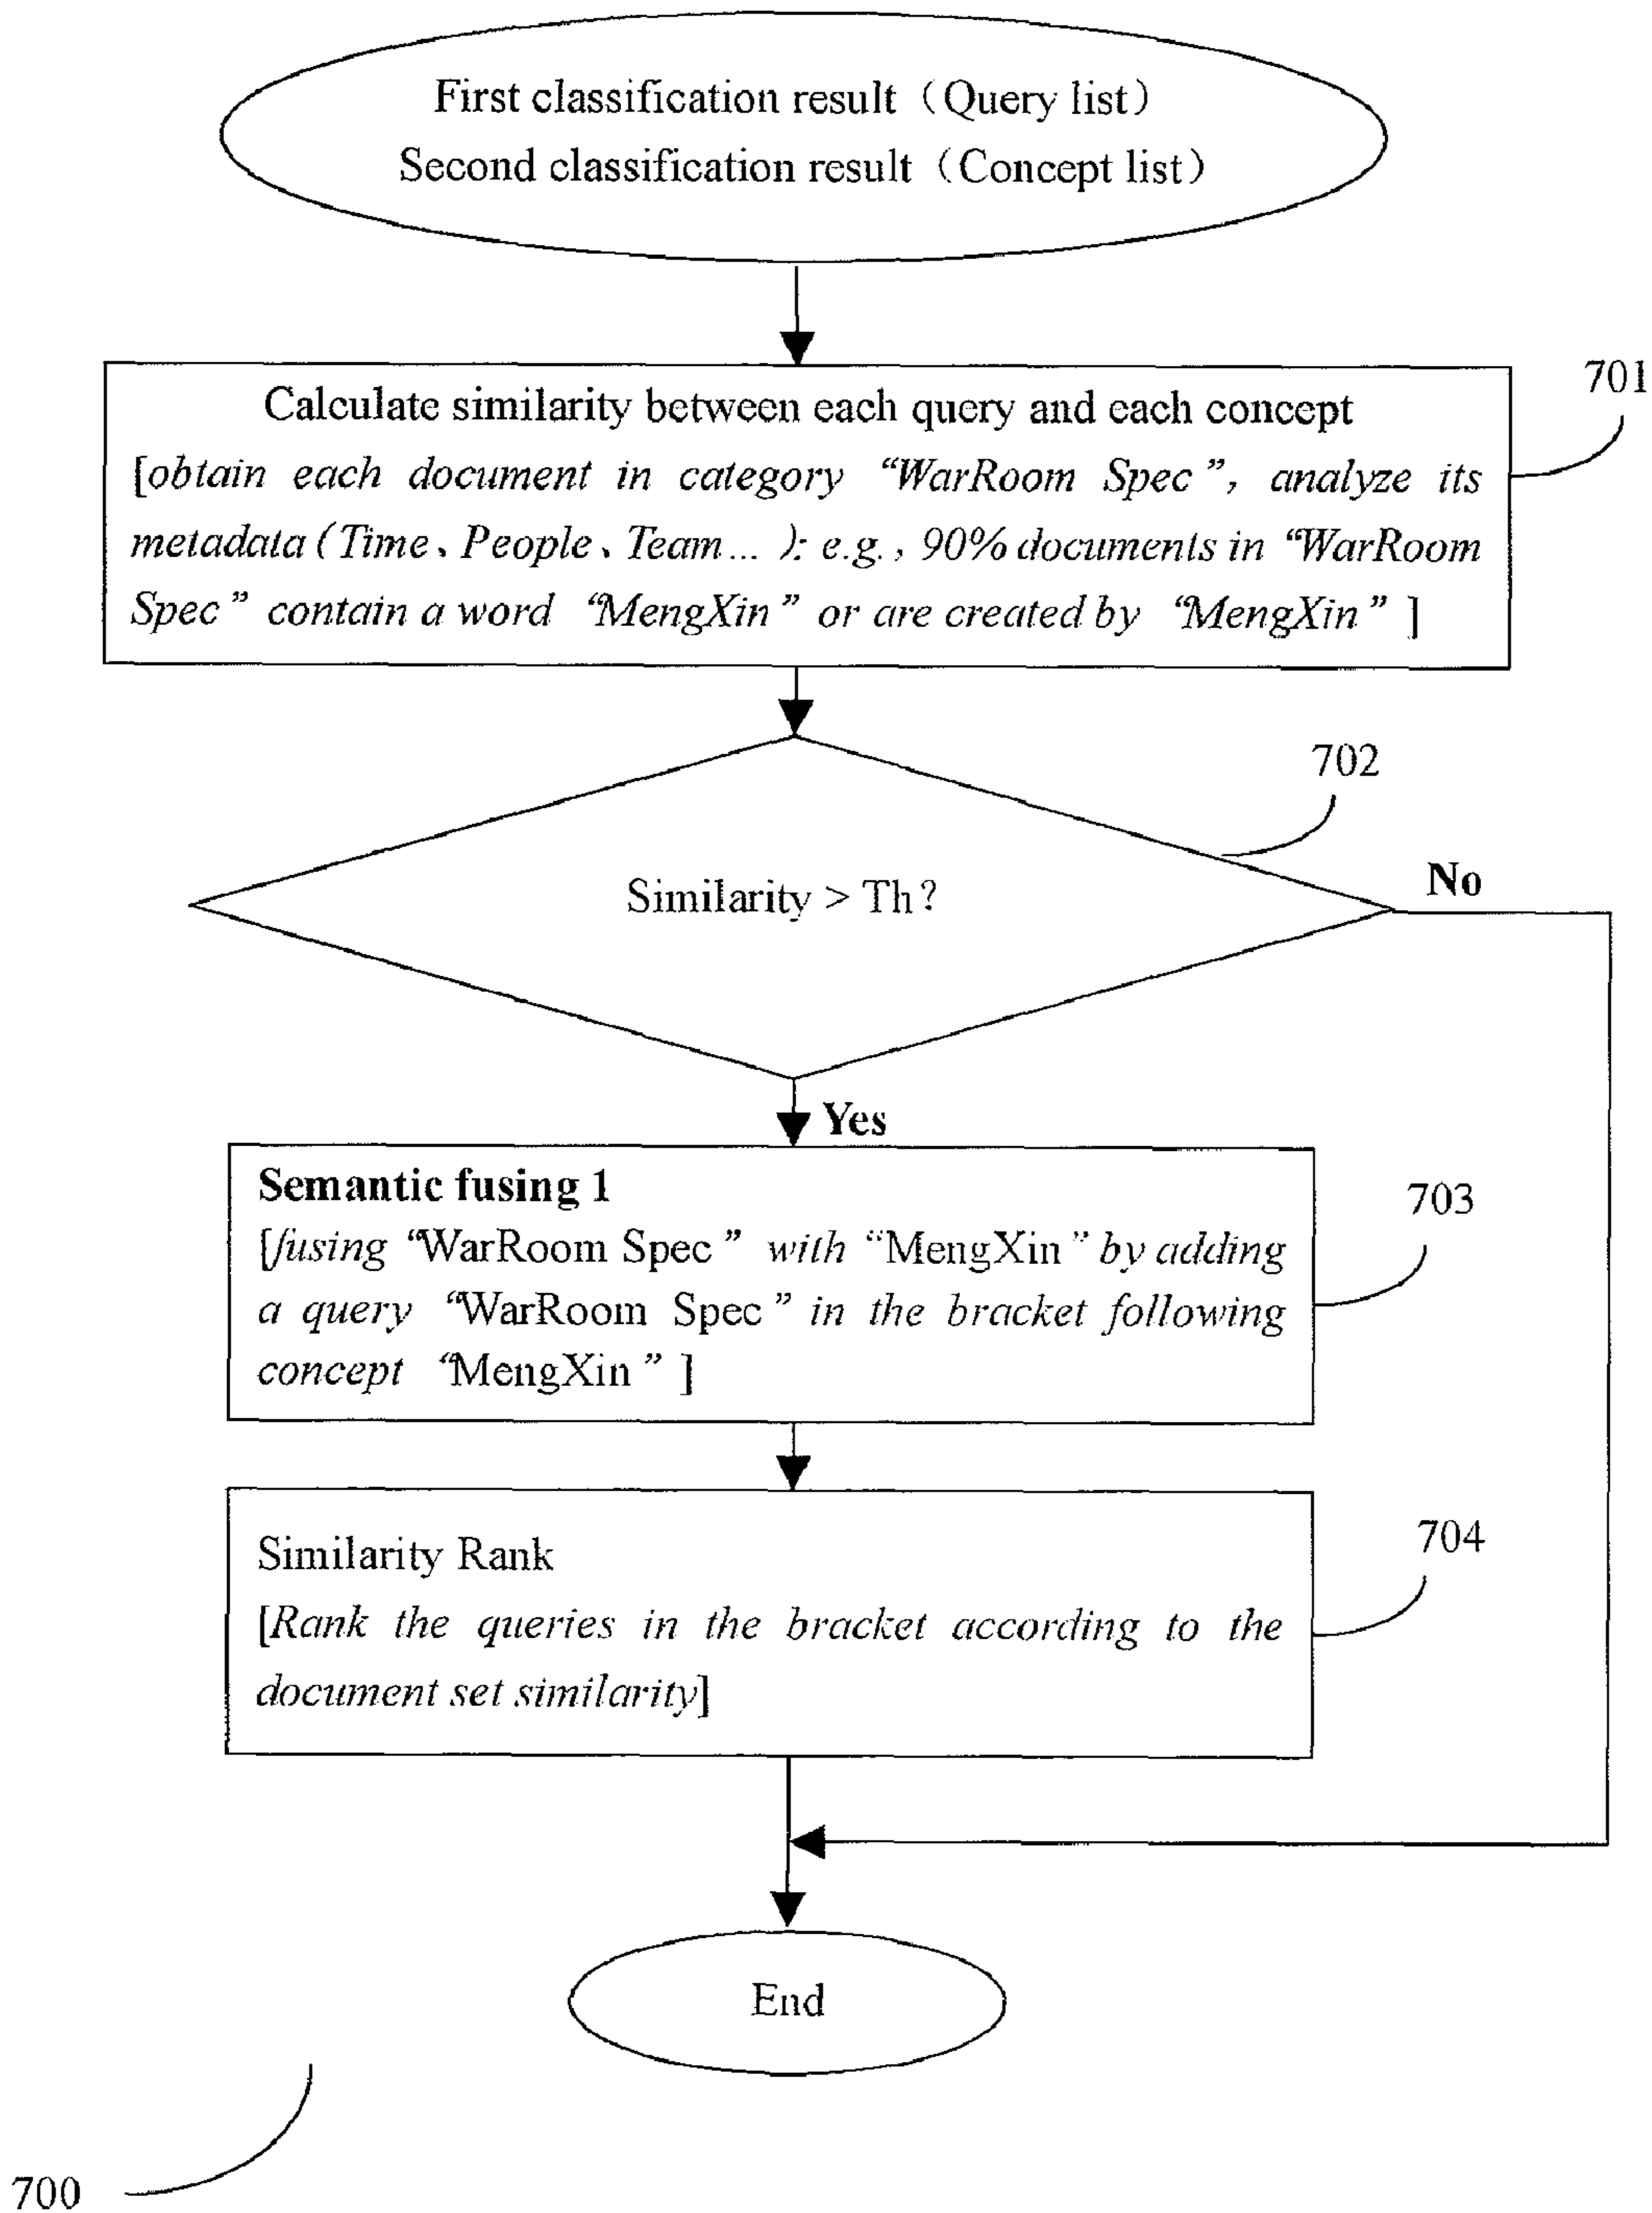 First classification result（Query list）
Second classification result（Concept list）
701
Calculate similarity between each query and each concept
[obtain each document in category “WarRoom Spec”, analyze its
metadata (Time、People、Team... ): e.g., 90% documents in “WarRoom
Spec” contain a word “MengXin” or are created by “MengXin” ]
702
No
Similarity > Th?
Yes
Semantic fusing 1
703
[fusing “WarRoom Spec” with “MengXin” by adding
a query “WarRoom Spec” in the bracket following
concept “MengXin” ]
704
Similarity Rank
[Rank the queries in the bracket according to the
document set similarity]
End
700